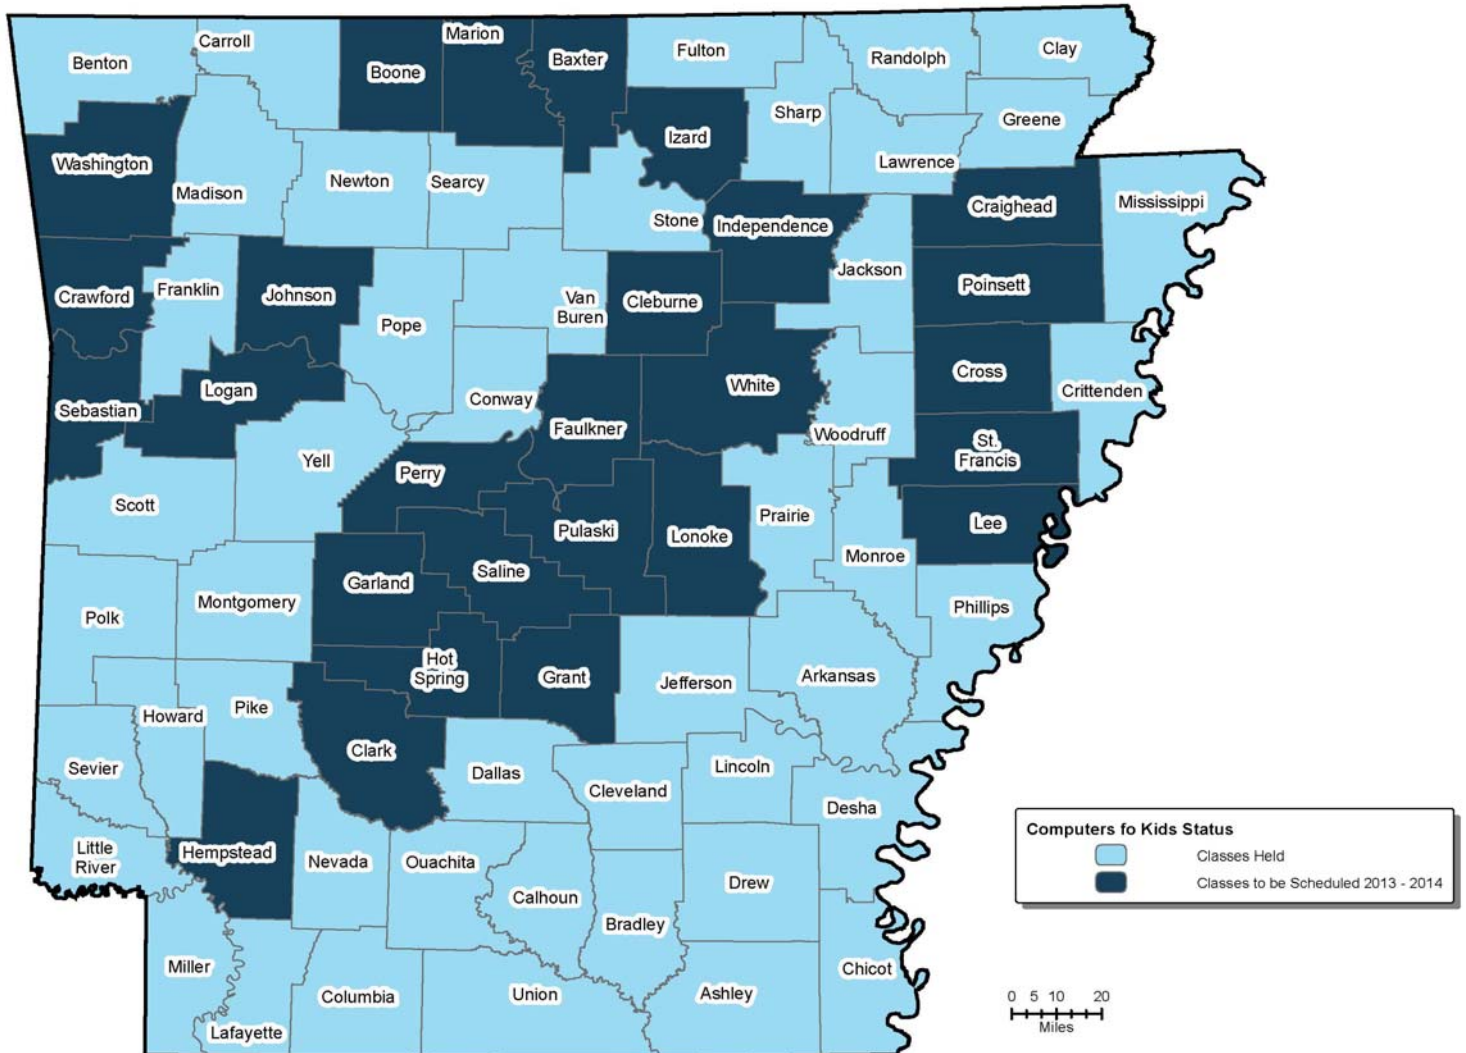 Benton
Carroll
Boone
Marion
Baxter
Fulton
Randolph
Clay
Sharp
Greene
Izard
Lawrence
Washington
Madison
Newton
Searcy
Stone
Independence
Craighead
Mississippi
Crawford
Franklin
Johnson
Pope
Van
Buren
Cleburne
Jackson
Poinsett
Sebastian
Logan
Conway
Faulkner
White
Woodruff
Cross
Crittenden
Scott
Yell
Perry
Pulaski
Lonoke
Prairie
Monroe
St.
Francis
Lee
Polk
Montgomery
Garland
Saline
Phillips
Howard
Pike
Hot
Spring
Grant
Jefferson
Arkansas
Sevier
Clark
Dallas
Cleveland
Lincoln
Desha
Little
River
Hempstead
Nevada
Ouachita
Calhoun
Bradley
Drew
Miller
Lafayette
Columbia
Union
Ashley
Chicot
Computers fo Kids Status
Classes Held
Classes to be Scheduled 2013 - 2014
0 5 10 20
Miles